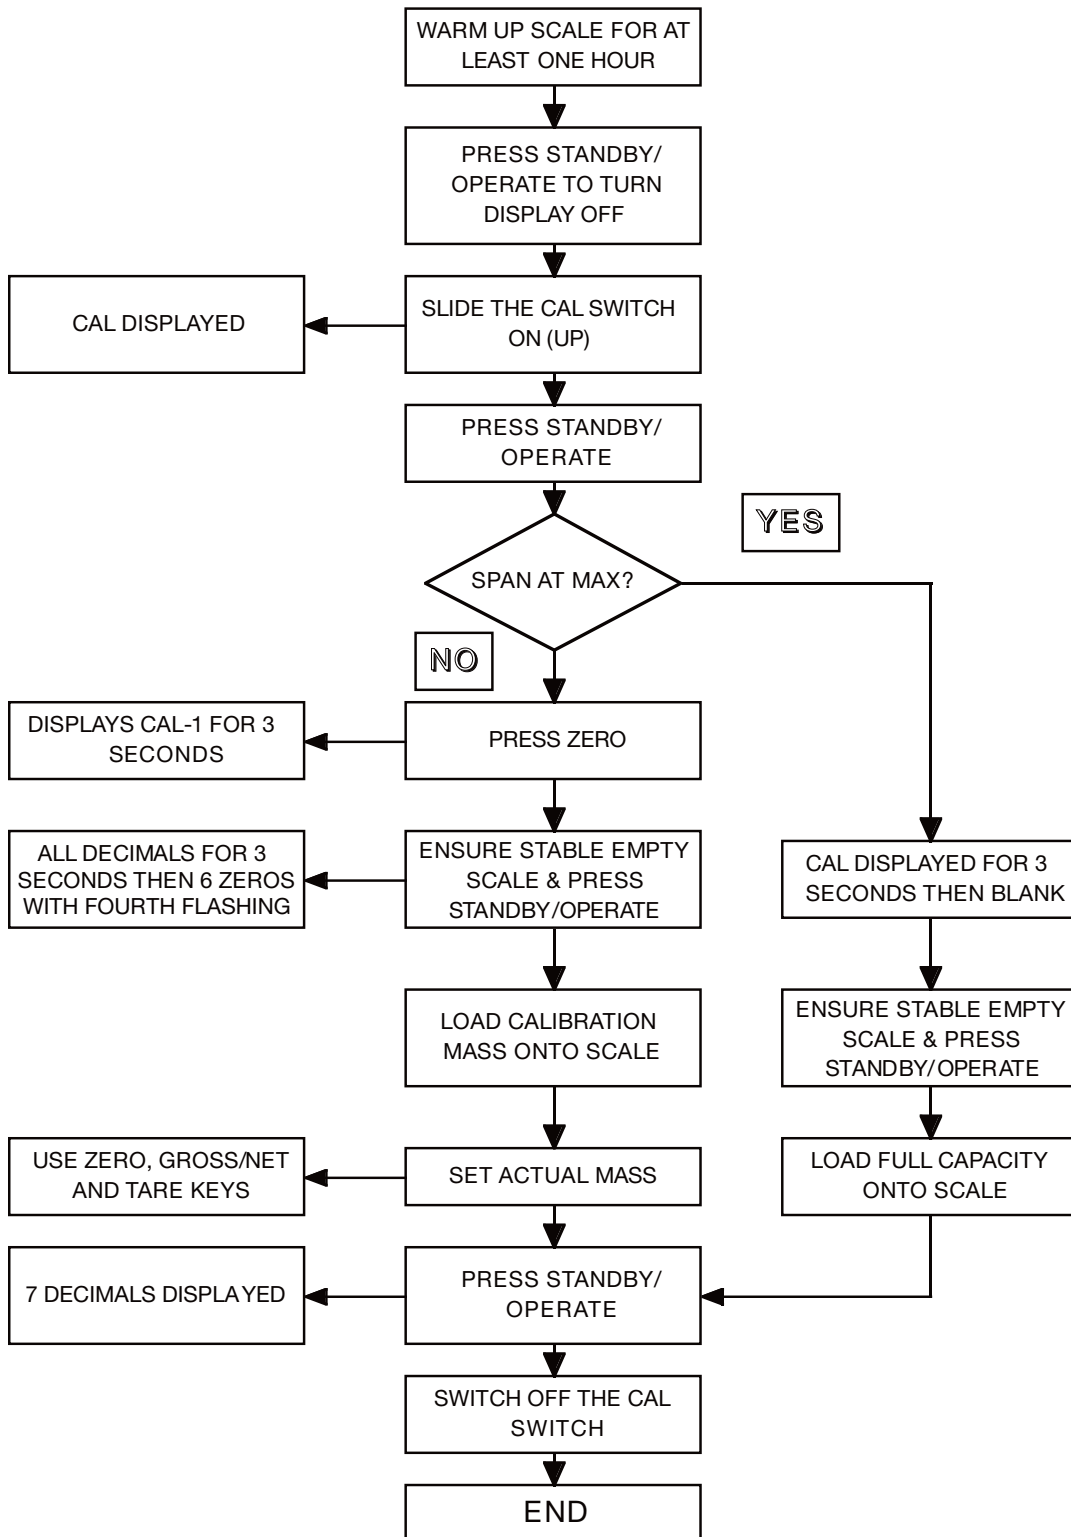 WARM UP SCALE FOR AT
LEAST ONE HOUR
PRESS STANDBY/
OPERATE TO TURN
DISPLAY OFF
CAL DISPLAYED
SLIDE THE CAL SWITCH
ON (UP)
PRESS STANDBY/
OPERATE
YES
SPAN AT MAX?
NO
DISPLAYS CAL-1 FOR 3
SECONDS
PRESS ZERO
ALL DECIMALS FOR 3
SECONDS THEN 6 ZEROS
WITH FOURTH FLASHING
ENSURE STABLE EMPTY
SCALE & PRESS
STANDBY/OPERATE
CAL DISPLAYED FOR 3
SECONDS THEN BLANK
LOAD CALIBRATION
MASS ONTO SCALE
ENSURE STABLE EMPTY
SCALE & PRESS
STANDBY/OPERATE
USE ZERO, GROSS/NET
AND TARE KEYS
SET ACTUAL MASS
LOAD FULL CAPACITY
ONTO SCALE
7 DECIMALS DISPLAYED
PRESS STANDBY/
OPERATE
SWITCH OFF THE CAL
SWITCH
END